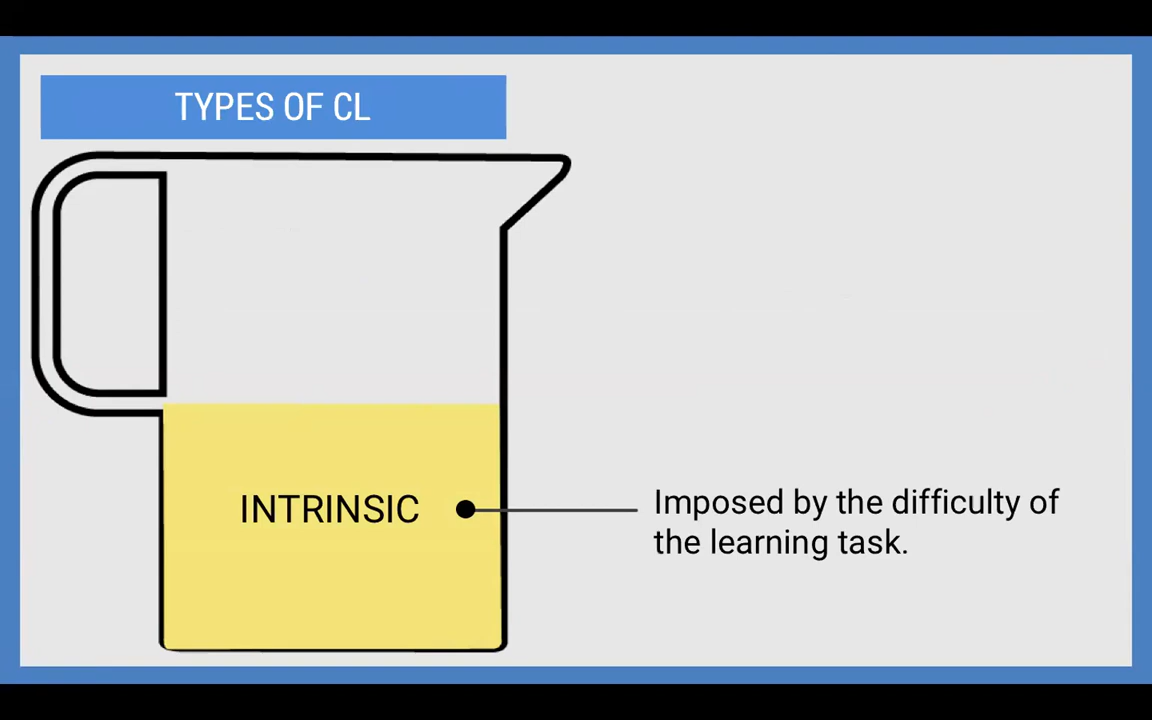 TYPES OF CL
INTRINSIC
Imposed by the difficulty of
the learning task.